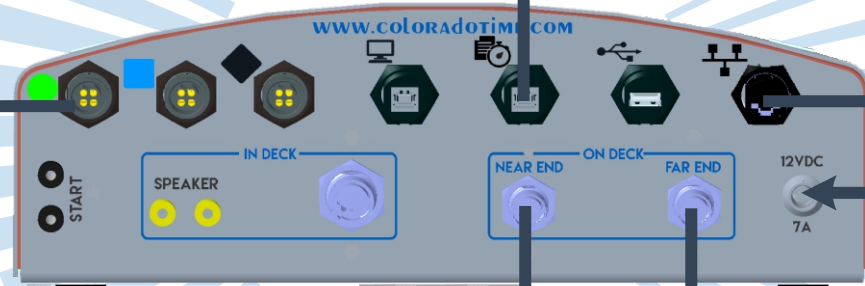 WWW.COLORADOTIME.COM
IN DECK
SPEAKER
START
ON DECK
NEAR END
FAR END
12VDC
7A